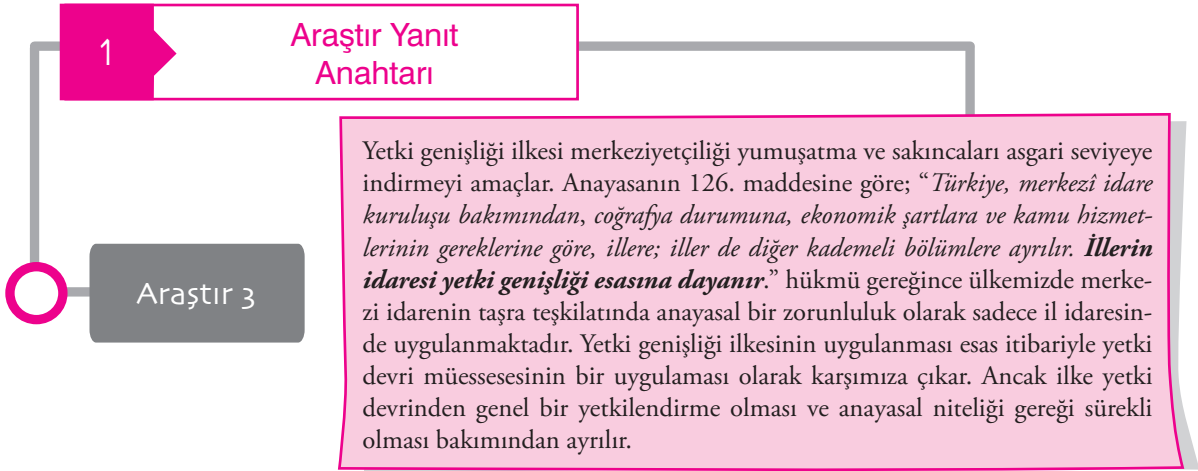 1
Araştır Yanıt
Anahtarı
Araştır 3
Yetki genişliği ilkesi merkeziyetçiliği yumuşatma ve sakıncaları asgari seviyeye
indirmeyi amaçlar. Anayasanın 126. maddesine göre; “Türkiye, merkezî idare
kuruluşu bakımından, coğrafya durumuna, ekonomik şartlara ve kamu hizmet-
lerinin gereklerine göre, illere; iller de diğer kademeli bölümlere ayrılır. İllerin
idaresi yetki genişliği esasına dayanır.” hükmü gereğince ülkemizde merke-
zi idarenin taşra teşkilatında anayasal bir zorunluluk olarak sadece il idaresin-
de uygulanmaktadır. Yetki genişliği ilkesinin uygulanması esas itibariyle yetki
devri müessesesinin bir uygulaması olarak karşımıza çıkar. Ancak ilke yetki
devrinden genel bir yetkilendirme olması ve anayasal niteliği gereği sürekli
olması bakımından ayrılır.